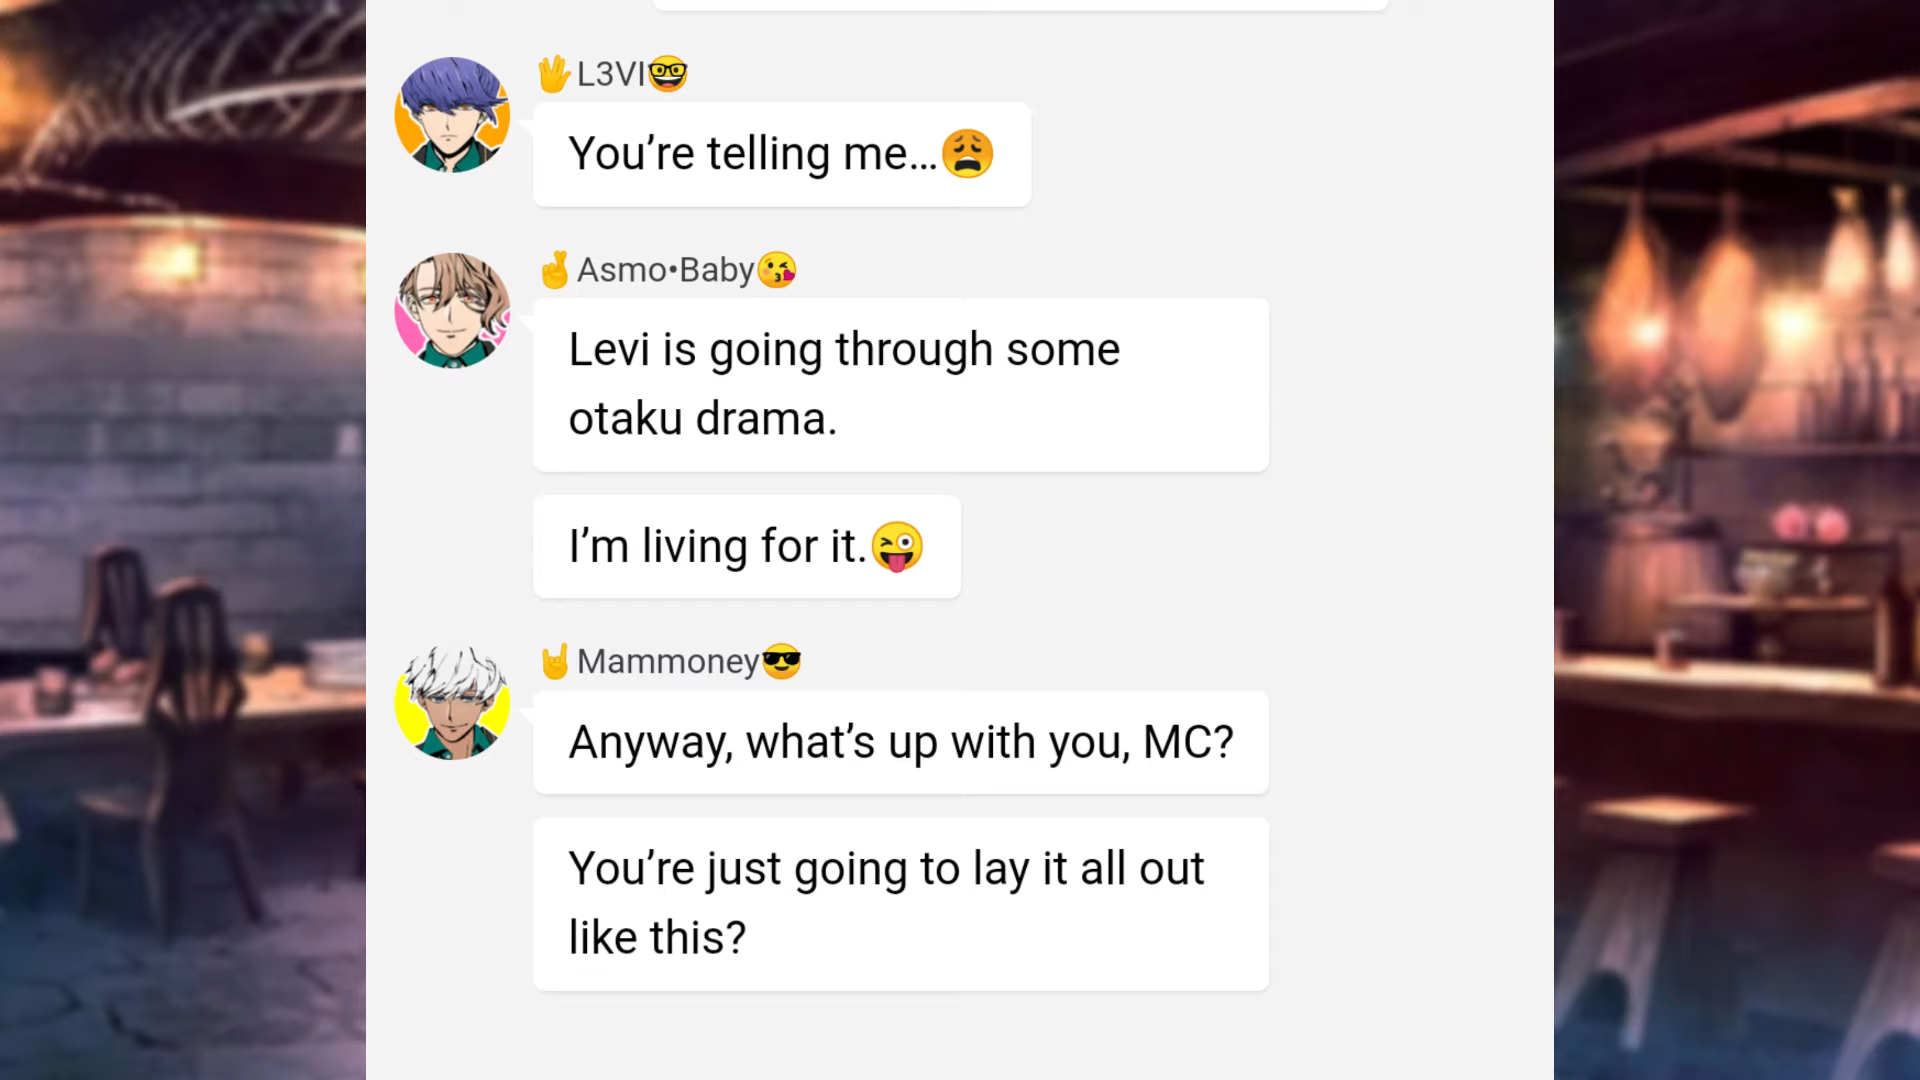 🖖L3VI🤓
You’re telling me...😩
🤞Asmo•Baby😘
Levi is going through some
otaku drama.
I’m living for it.😜
🤘Mammoney😎
Anyway, what’s up with you, MC?
You’re just going to lay it all out
like this?